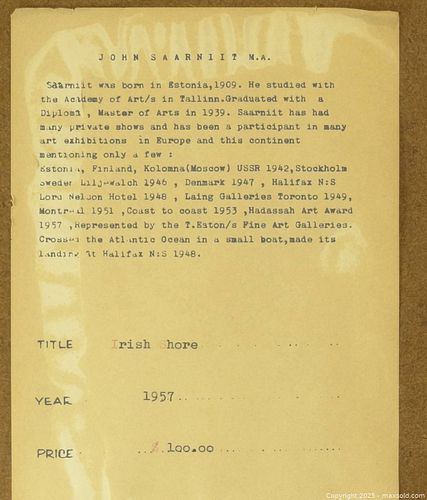 JOHN SAARNIIT M.A.
Säärniit was born in Estonia,1909. He studied with
the Academy of Art/s in Tallinn.Graduated with a
Diploma , Master of Arts in 1939. Saarniit has had
many private shows and has been a participant in many
art exhibitions in Europe and this continent
mentioning only a few :
Estonia, Finland, Kolomna(Moscow) USSR 1942,Stockholm
Sweden Liljewalch 1946 , Denmark 1947 , Halifax N:S
Lord Nelson Hotel 1948 , Laing Galleries Toronto 1949,
Montreal 1951 ,Coast to coast 1953 ,Hadassah Art Award
1957 ,Represented by the T.Eaton/s Fine Art Galleries.
Crossed the Atlantic Ocean in a small boat,made its
landing at Halifax N:S 1948.
TITLE Irish Shore
YEAR 1957
PRICE $ 100.00
Copyright 2025 - maxsold.com